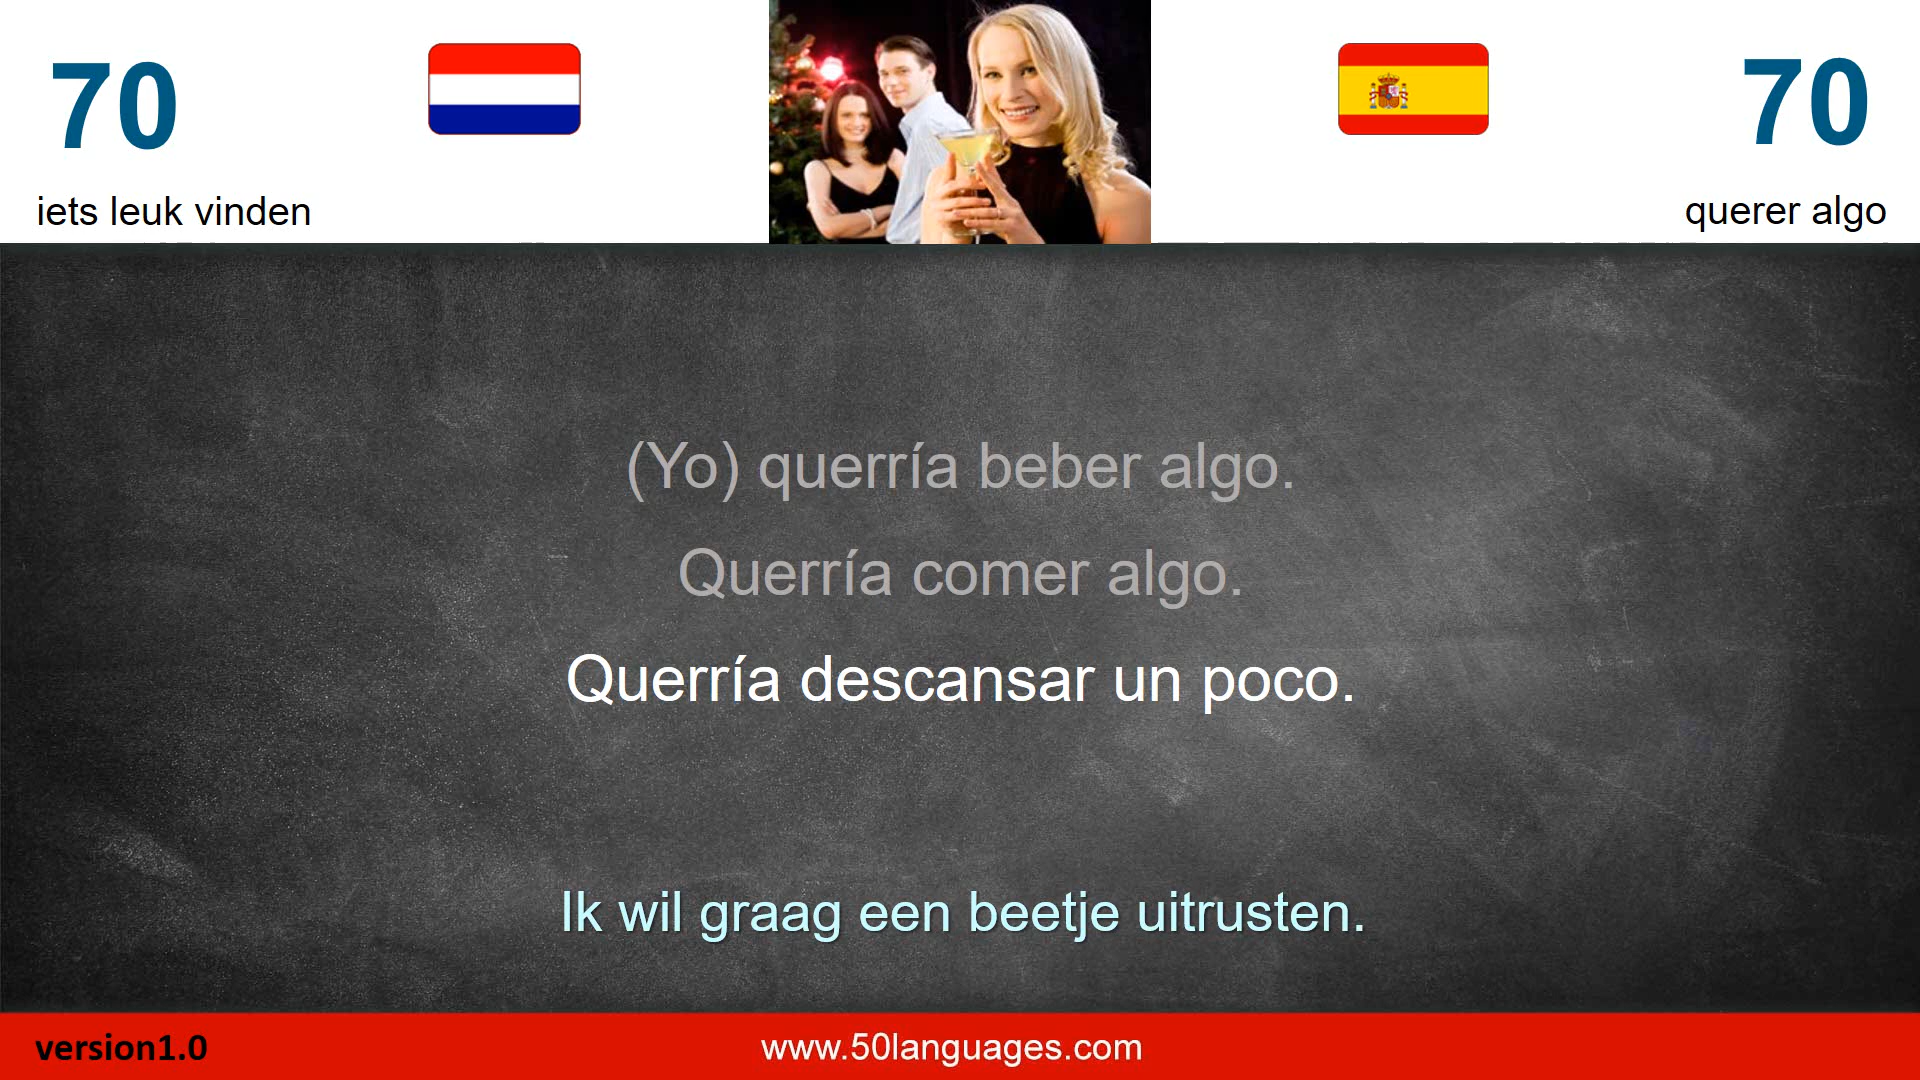 70
70
iets leuk vinden
querer algo
(Yo) querría beber algo.
Querría comer algo.
Querría descansar un poco.
Ik wil graag een beetje uitrusten.
version1.0
www.50languages.com